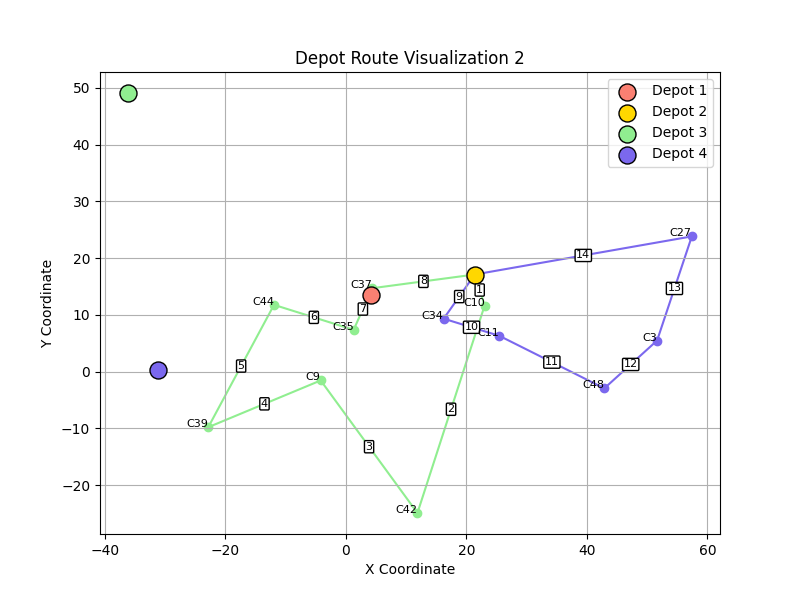 Depot Route Visualization 2
Depot 1
Depot 2
Depot 3
Depot 4
Y Coordinate
50
40
30
20
10
0
−10
−20
−40
−20
0
20
40
60
X Coordinate
C27
14
C37
8
1
13
9
C10
C44
7
6
C34
C35
10
C11
C3
5
11
12
C9
C48
4
2
C39
3
C42